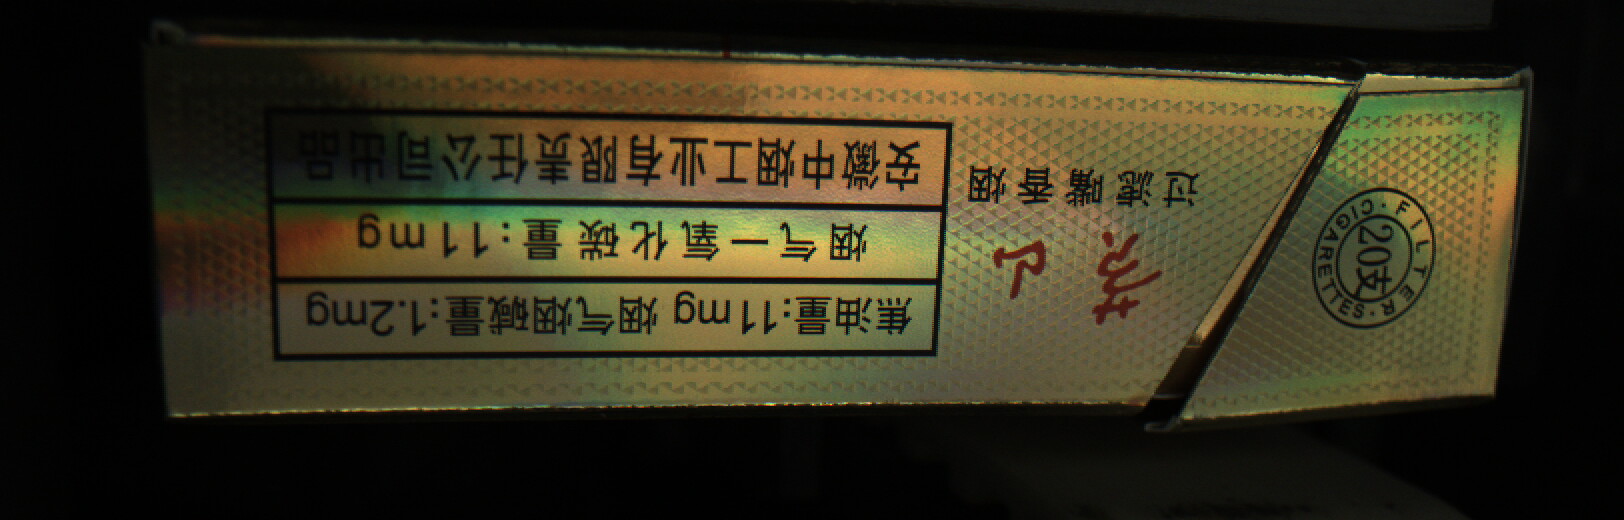 焦油量:11mg 烟气烟碱量:1.2mg
烟气一氧化碳量:11mg
安徽中烟工业有限责任公司出品
黄山
过滤嘴香烟
FILTER·CIGARETTES·
20支